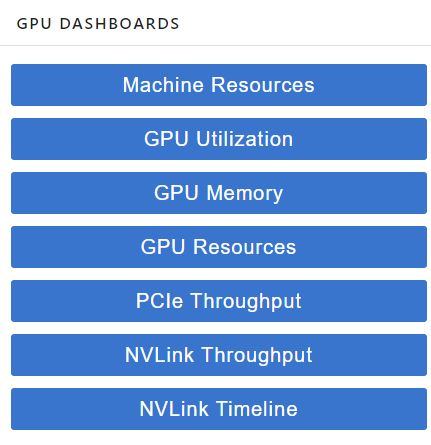 GPU DASHBOARDS
Machine Resources
GPU Utilization
GPU Memory
GPU Resources
PCIe Throughput
NVLink Throughput
NVLink Timeline